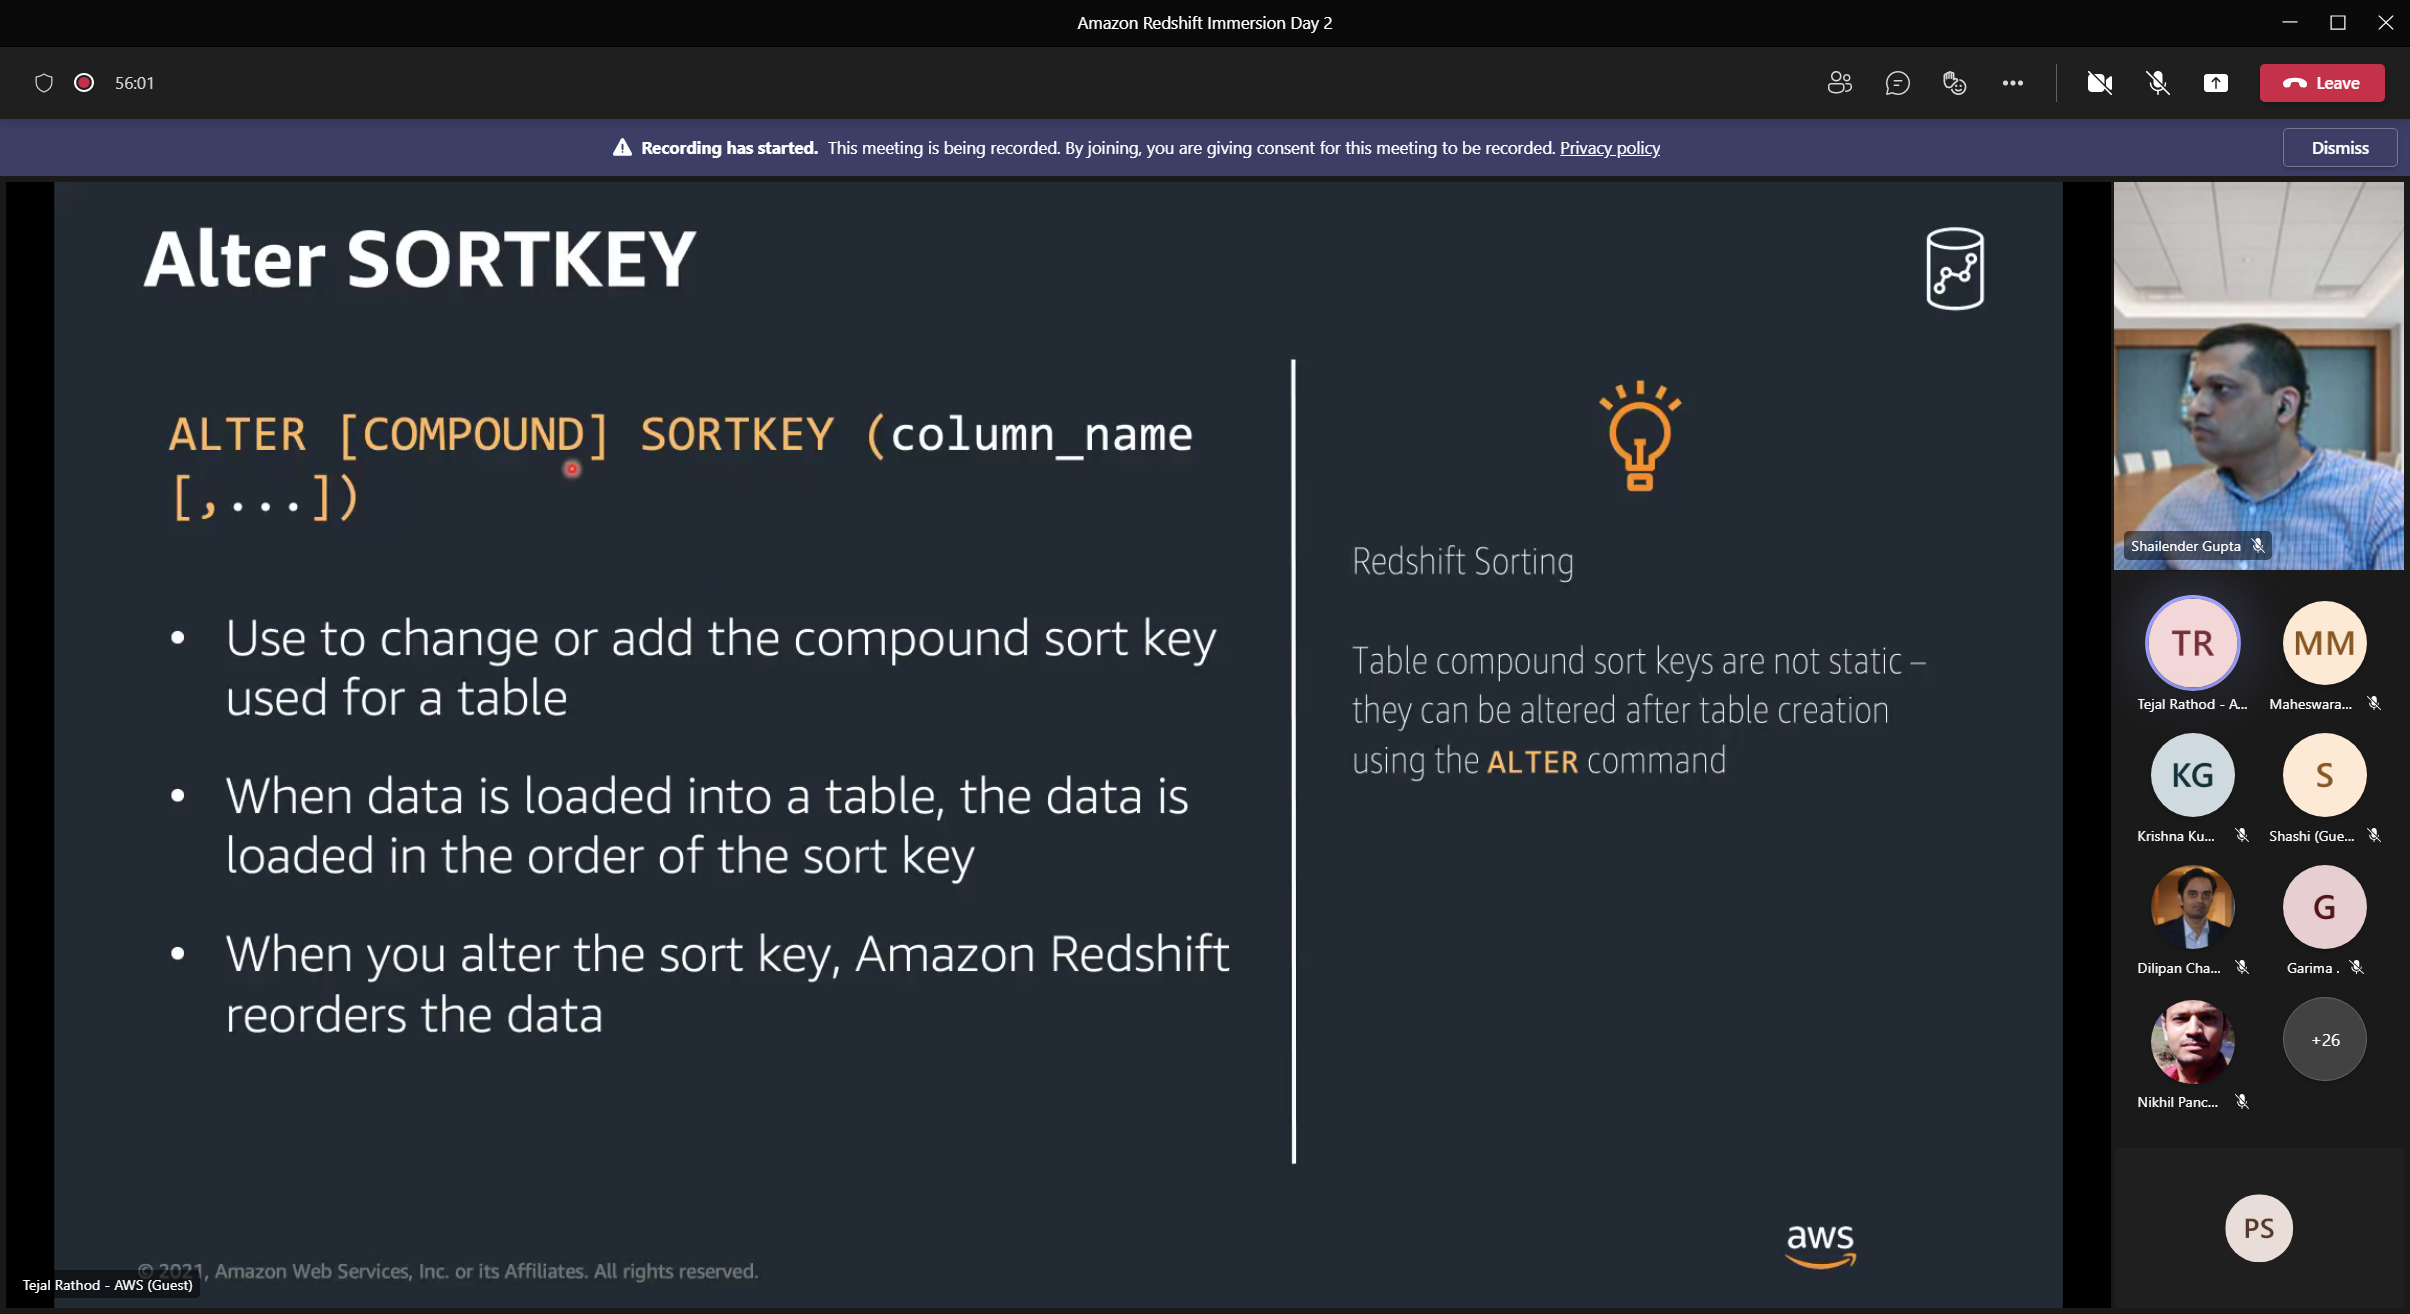 Amazon Redshift Immersion Day 2
56:01
Leave
Recording has started. This meeting is being recorded. By joining, you are giving consent for this meeting to be recorded. Privacy policy
Dismiss
Alter SORTKEY
ALTER [COMPOUND] SORTKEY (column_name
[,...])
• Use to change or add the compound sort key
used for a table
• When data is loaded into a table, the data is
loaded in the order of the sort key
• When you alter the sort key, Amazon Redshift
reorders the data
Redshift Sorting
Table compound sort keys are not static –
they can be altered after table creation
using the ALTER command
aws
© 2021, Amazon Web Services, Inc. or its Affiliates. All rights reserved.
Tejal Rathod - AWS (Guest)
Shailender Gupta
TR
MM
Tejal Rathod - A...
Maheswara...
KG
S
Krishna Ku...
Shashi (Gue...
G
Dilipan Cha...
Garima .
+26
Nikhil Panc...
PS